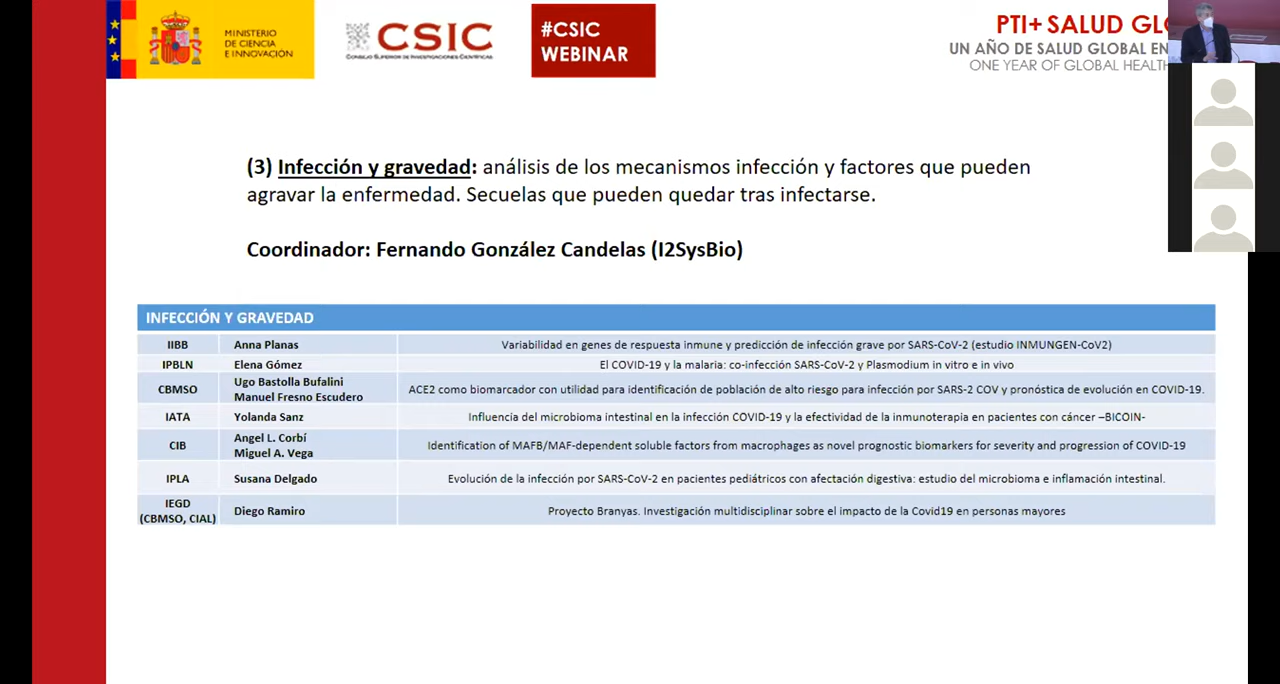 MINISTERIO
DE CIENCIA
E INNOVACIÓN
CSIC
CONSEJO SUPERIOR DE INVESTIGACIONES CIENTÍFICAS
#CSIC
WEBINAR
PTI+ SALUD
UN AÑO DE SALUD GLOBAL EN
ONE YEAR OF GLOBAL HEALTH
(3) Infección y gravedad: análisis de los mecanismos infección y factores que pueden
agravar la enfermedad. Secuelas que pueden quedar tras infectarse.
Coordinador: Fernando González Candelas (I2SysBio)
INFECCIÓN Y GRAVEDAD
IIBB Anna Planas Variabilidad en genes de respuesta inmune y predicción de infección grave por SARS-CoV-2 (estudio INMUNGEN-CoV2)
IPBLN Elena Gómez El COVID-19 y la malaria: co-infección SARS-CoV-2 y Plasmodium in vitro e in vivo
CBMSO Ugo Bastolla Bufalini
Manuel Fresno Escudero ACE2 como biomarcador con utilidad para identificación de población de alto riesgo para infección por SARS-2 COV y pronóstica de evolución en COVID-19.
IATA Yolanda Sanz Influencia del microbioma intestinal en la infección COVID-19 y la efectividad de la inmunoterapia en pacientes con cáncer –BICOIN-
CIB Angel L. Corbí
Miguel A. Vega Identification of MAFB/MAF-dependent soluble factors from macrophages as novel prognostic biomarkers for severity and progression of COVID-19
IPLA Susana Delgado Evolución de la infección por SARS-CoV-2 en pacientes pediátricos con afectación digestiva: estudio del microbioma e inflamación intestinal.
IEGD
(CBMSO, CIAL) Diego Ramiro Proyecto Branyas. Investigación multidisciplinar sobre el impacto de la Covid19 en personas mayores